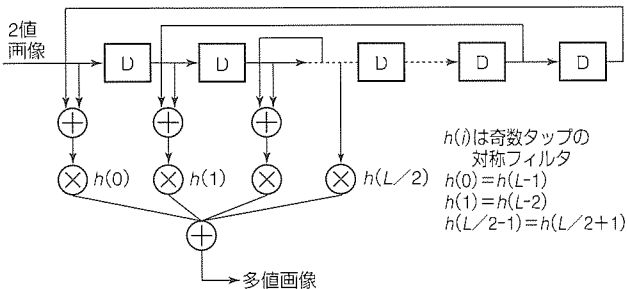 2値
画像
D
D
D
D
D
h(0)
h(1)
h(L/2)
h(i)は奇数タップの
対称フィルタ
h(0)=h(L-1)
h(1)=h(L-2)
h(L/2-1)=h(L/2+1)
多値画像